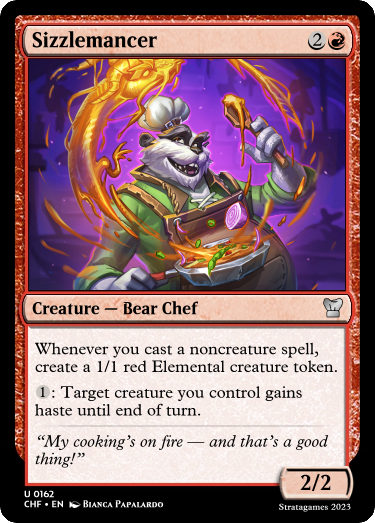 Sizzlemancer 2
Creature — Bear Chef
Whenever you cast a noncreature spell,
create a 1/1 red Elemental creature token.
1: Target creature you control gains
haste until end of turn.
“My cooking’s on fire — and that’s a good
thing!”
2/2
U 0162
CHF • EN Bianca Papalardo
Stratagames 2023